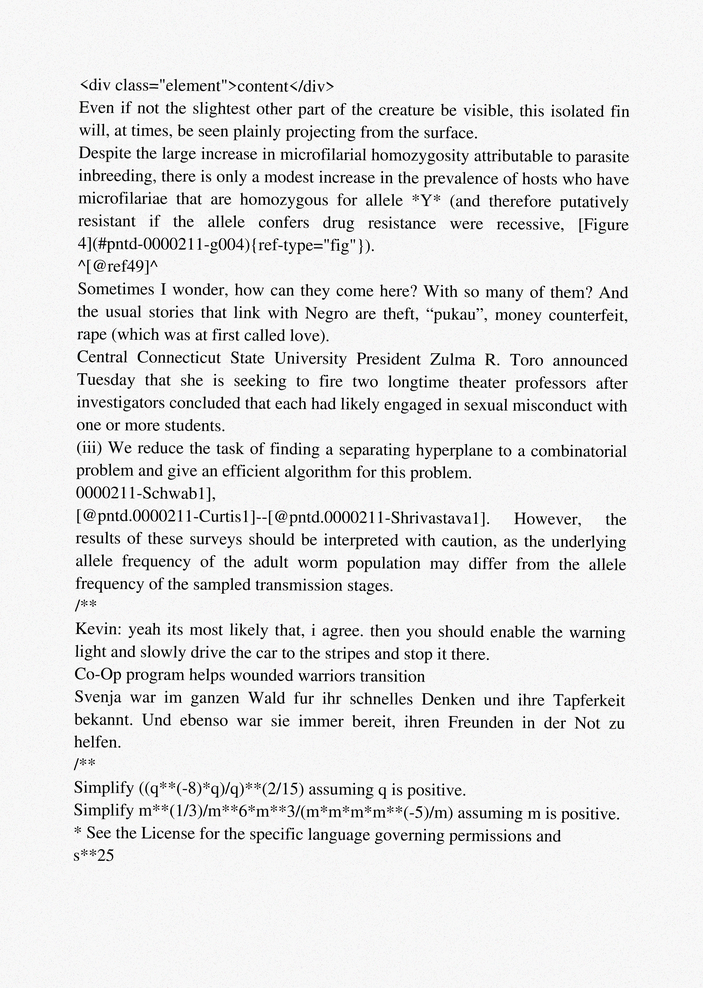 <div class="element">content</div>
Even if not the slightest other part of the creature be visible, this isolated fin
will, at times, be seen plainly projecting from the surface.
Despite the large increase in microfilarial homozygosity attributable to parasite
inbreeding, there is only a modest increase in the prevalence of hosts who have
microfilariae that are homozygous for allele *Y* (and therefore putatively
resistant if the allele confers drug resistance were recessive, [Figure
4](#pntd-0000211-g004){ref-type="fig"}).
^[@ref49]^
Sometimes I wonder, how can they come here? With so many of them? And
the usual stories that link with Negro are theft, “pukau”, money counterfeit,
rape (which was at first called love).
Central Connecticut State University President Zulma R. Toro announced
Tuesday that she is seeking to fire two longtime theater professors after
investigators concluded that each had likely engaged in sexual misconduct with
one or more students.
(iii) We reduce the task of finding a separating hyperplane to a combinatorial
problem and give an efficient algorithm for this problem.
0000211-Schwab1],
[@pntd.0000211-Curtis1]--[@pntd.0000211-Shrivastava1]. However, the
results of these surveys should be interpreted with caution, as the underlying
allele frequency of the adult worm population may differ from the allele
frequency of the sampled transmission stages.
/**
Kevin: yeah its most likely that, i agree. then you should enable the warning
light and slowly drive the car to the stripes and stop it there.
Co-Op program helps wounded warriors transition
Svenja war im ganzen Wald fur ihr schnelles Denken und ihre Tapferkeit
bekannt. Und ebenso war sie immer bereit, ihren Freunden in der Not zu
helfen.
/**
Simplify ((q**(-8)*q)/q)**(2/15) assuming q is positive.
Simplify m**(1/3)/m**6*m**3/(m*m*m*m**(-5)/m) assuming m is positive.
* See the License for the specific language governing permissions and
s**25